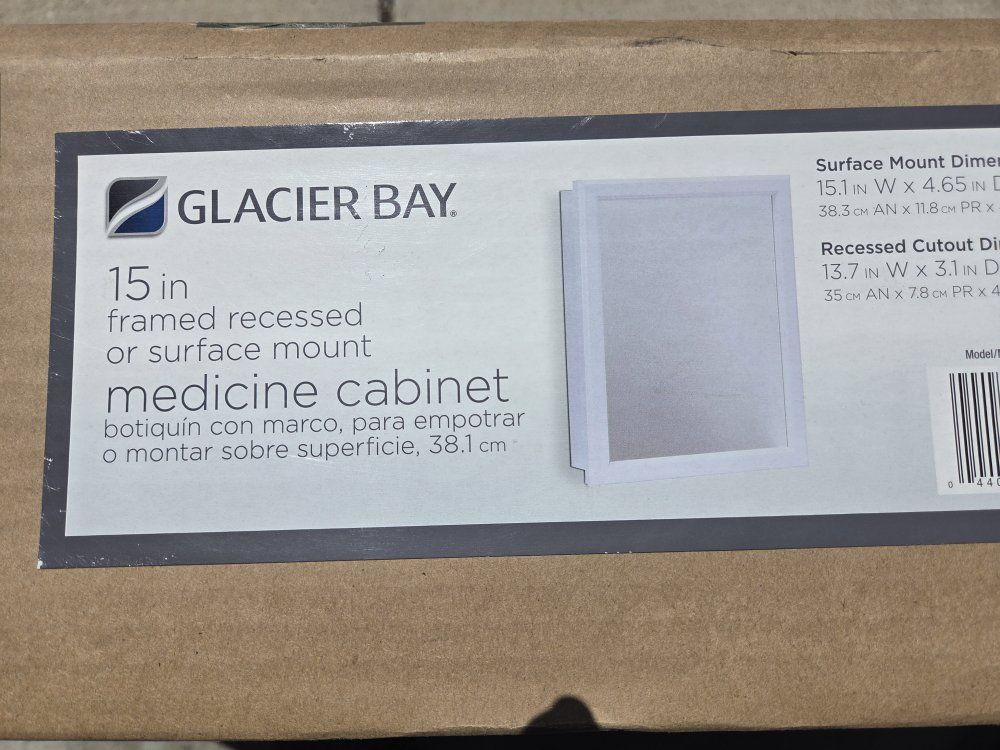 GLACIER BAY®
15 in
framed recessed
or surface mount
medicine cabinet
botiquín con marco, para empotrar
o montar sobre superficie, 38.1 cm
Surface Mount
15.1 IN W x 4.65 IN
38.3 CM AN x 11.8 CM PR x
Recessed Cutout
13.7 IN W x 3.1 IN D
35 CM AN x 7.8 CM PR x 4
Model/
0 440